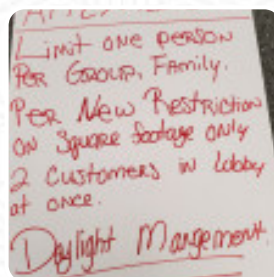 Limit one person
Per Group, Family.
Per New Restriction
on Square footage only
2 Customers in Lobby
at once.
Daylight Mangement